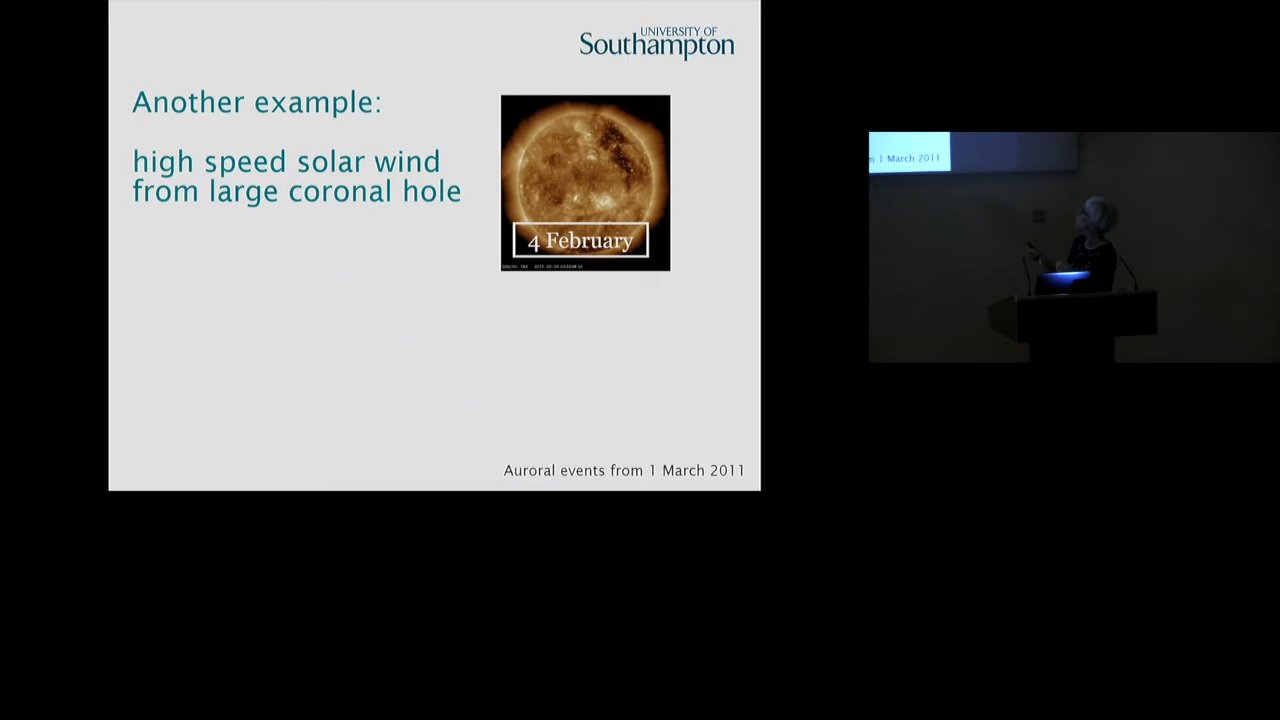 UNIVERSITY OF
Southampton
Another example:
high speed solar wind
from large coronal hole
4 February
Auroral events from 1 March 2011
1 March 2011